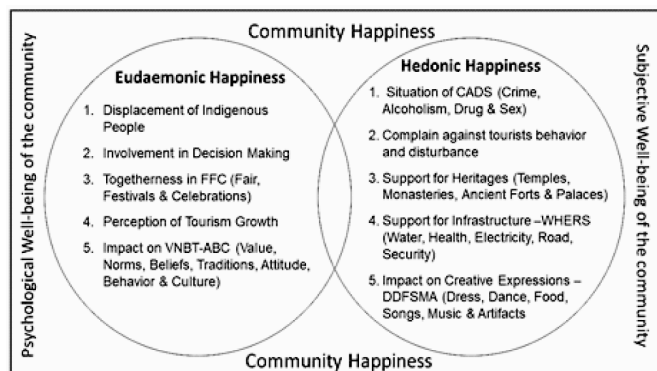 Community Happiness
Psychological Well-being of the community
Eudaemonic Happiness
1. Displacement of Indigenous
People
2. Involvement in Decision Making
3. Togetherness in FFC (Fair,
Festivals & Celebrations)
4. Perception of Tourism Growth
5. Impact on VNBT-ABC (Value,
Norms, Beliefs, Traditions, Attitude,
Behavior & Culture)
Hedonic Happiness
1. Situation of CADS (Crime,
Alcoholism, Drug & Sex)
2. Complain against tourists behavior
and disturbance
3. Support for Heritages (Temples,
Monasteries, Ancient Forts & Palaces)
4. Support for Infrastructure –WHERS
(Water, Health, Electricity, Road,
Security)
5. Impact on Creative Expressions –
DDFSMA (Dress, Dance, Food,
Songs, Music & Artifacts
Subjective Well-being of the community
Community Happiness